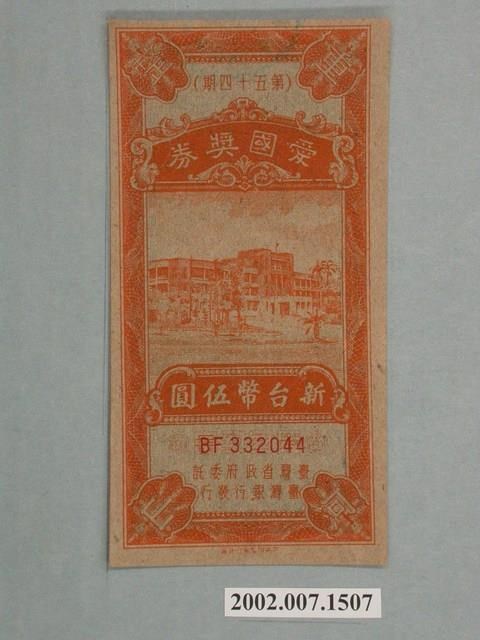 (第五十四期)
愛國獎券
新台幣伍圓
BF 332044
臺灣省政府委託
臺灣銀行發行
2002.007.1507